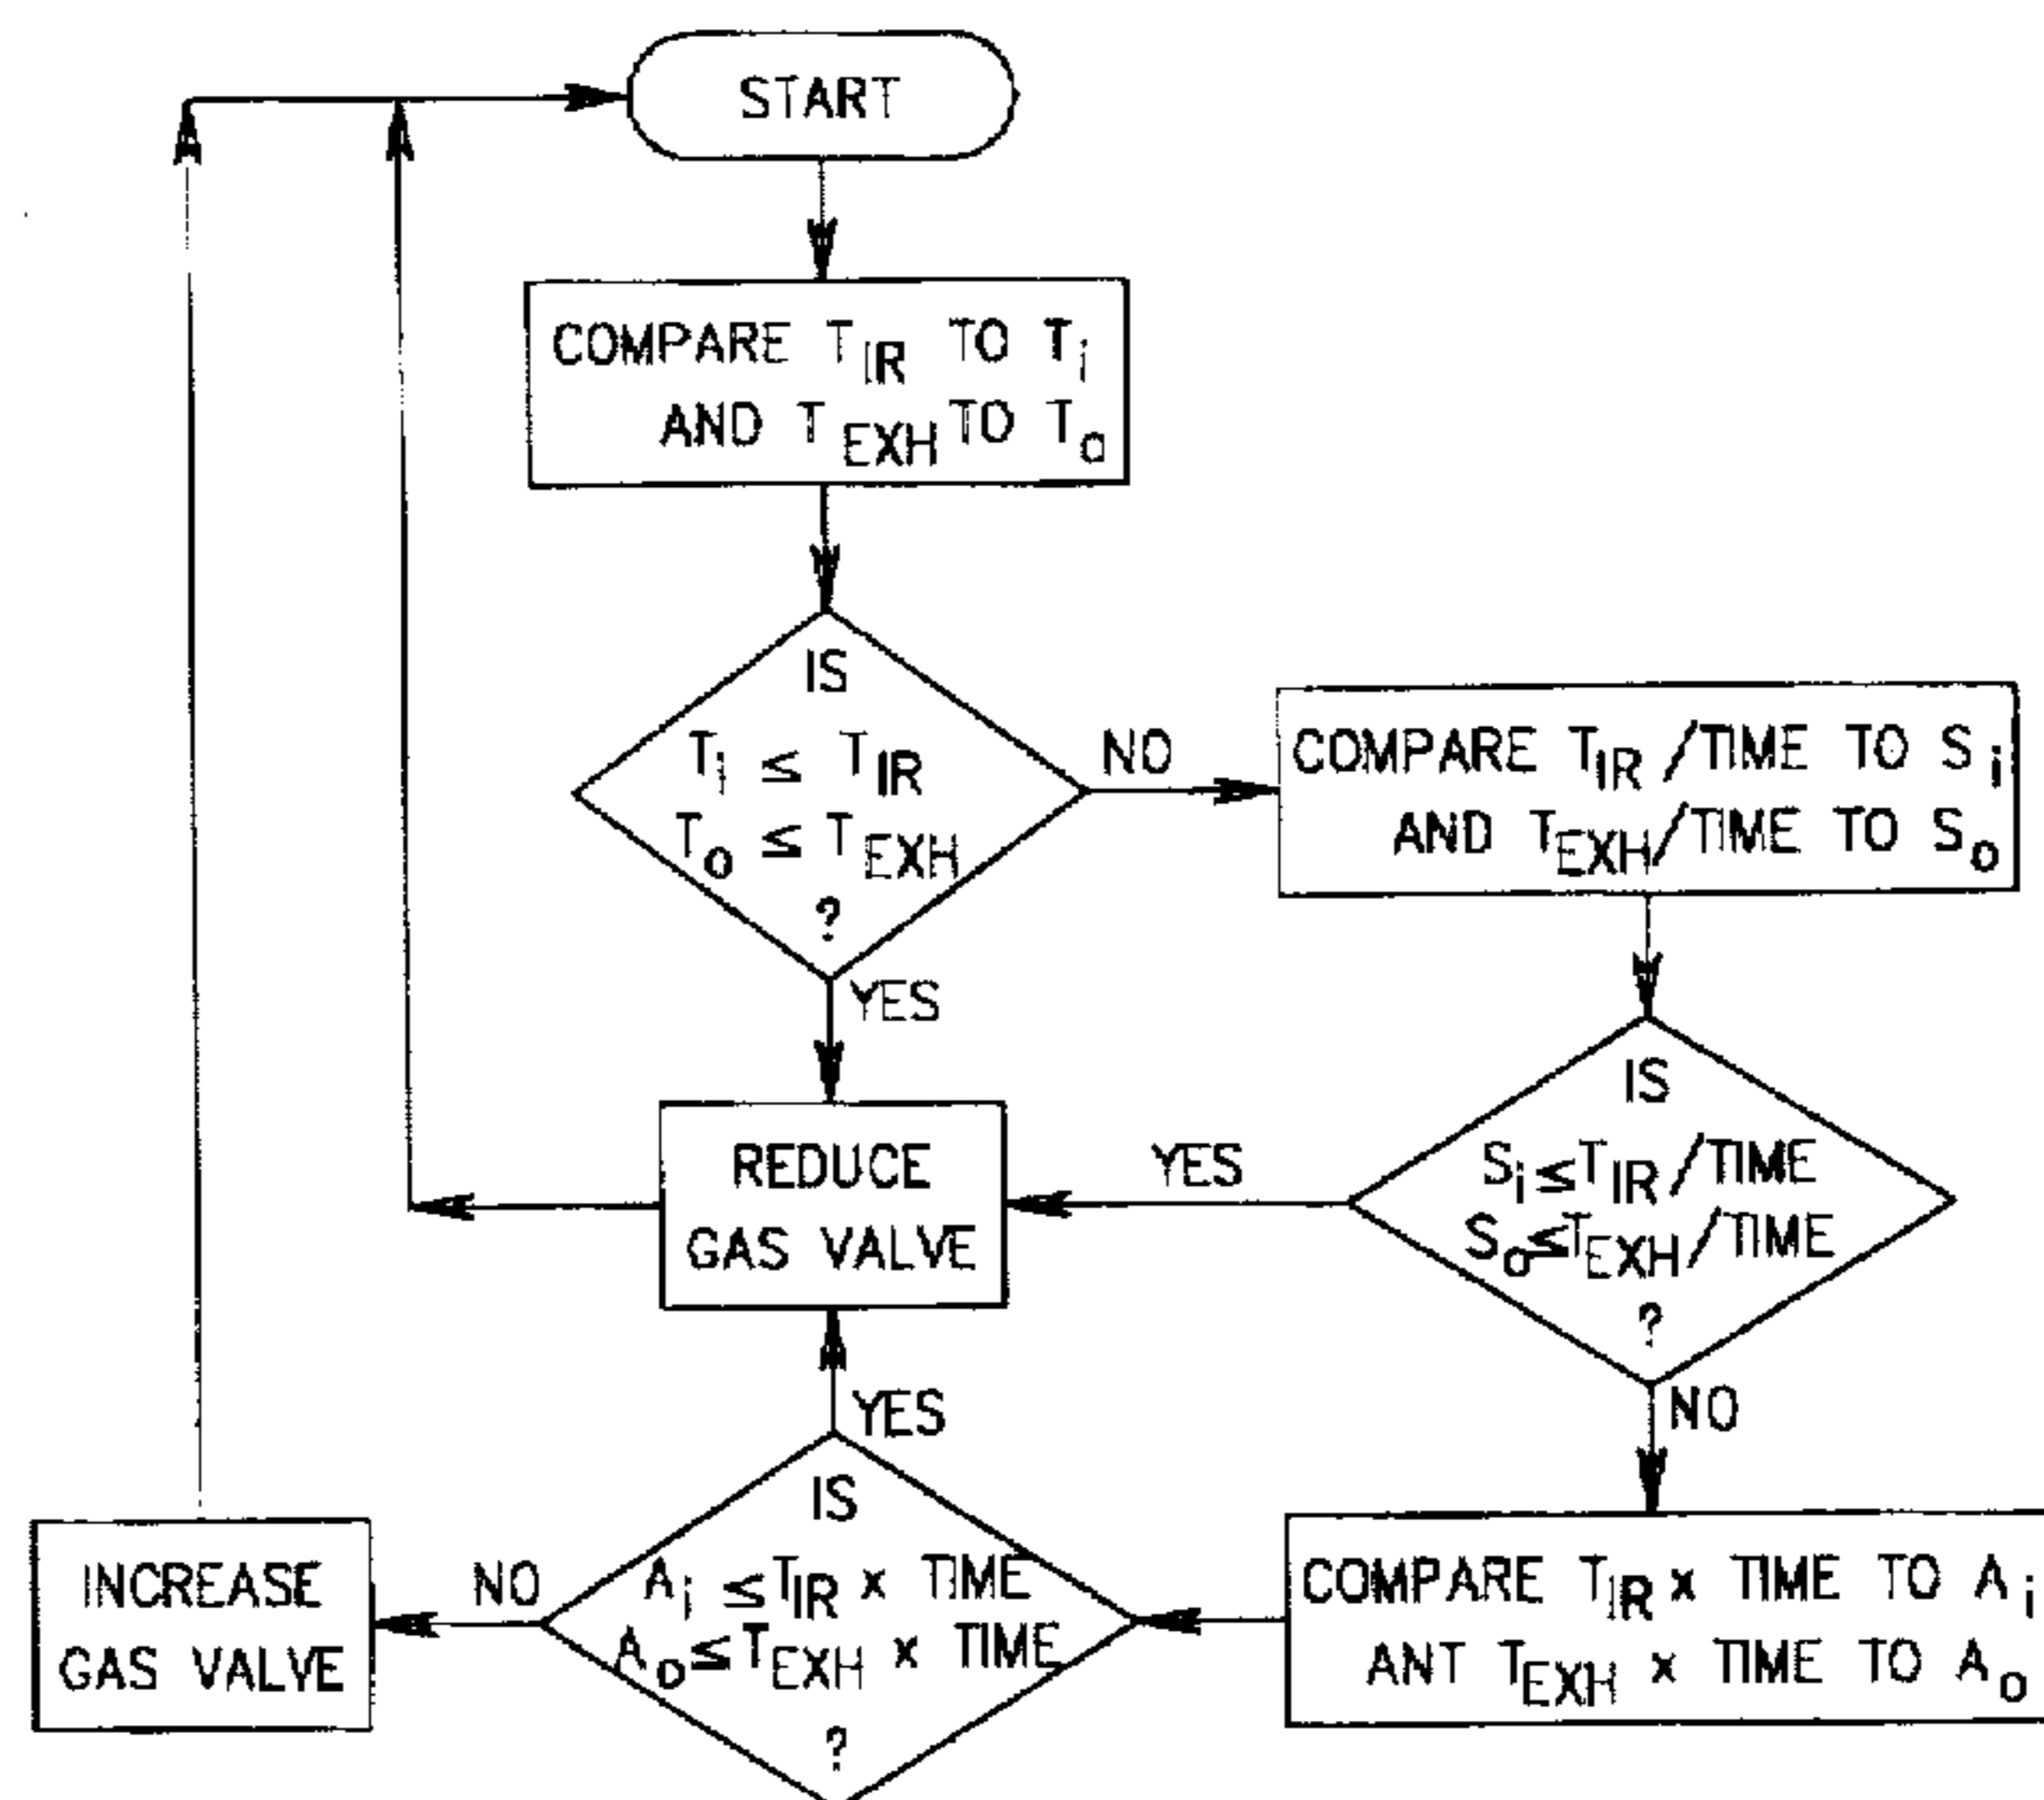 START
COMPARE T_IR TO T_i
AND T_EXH TO T_o
IS
T_i ≤ T_IR
T_o ≤ T_EXH
?
NO
YES
COMPARE T_IR /TIME TO S_i
AND T_EXH/TIME TO S_o
IS
S_i ≤ T_IR /TIME
S_o ≤ T_EXH/TIME
?
YES
NO
REDUCE
GAS VALVE
COMPARE T_IR x TIME TO A_i
ANT T_EXH x TIME TO A_o
IS
A_i ≤ T_IR x TIME
A_o ≤ T_EXH x TIME
?
YES
NO
INCREASE
GAS VALVE